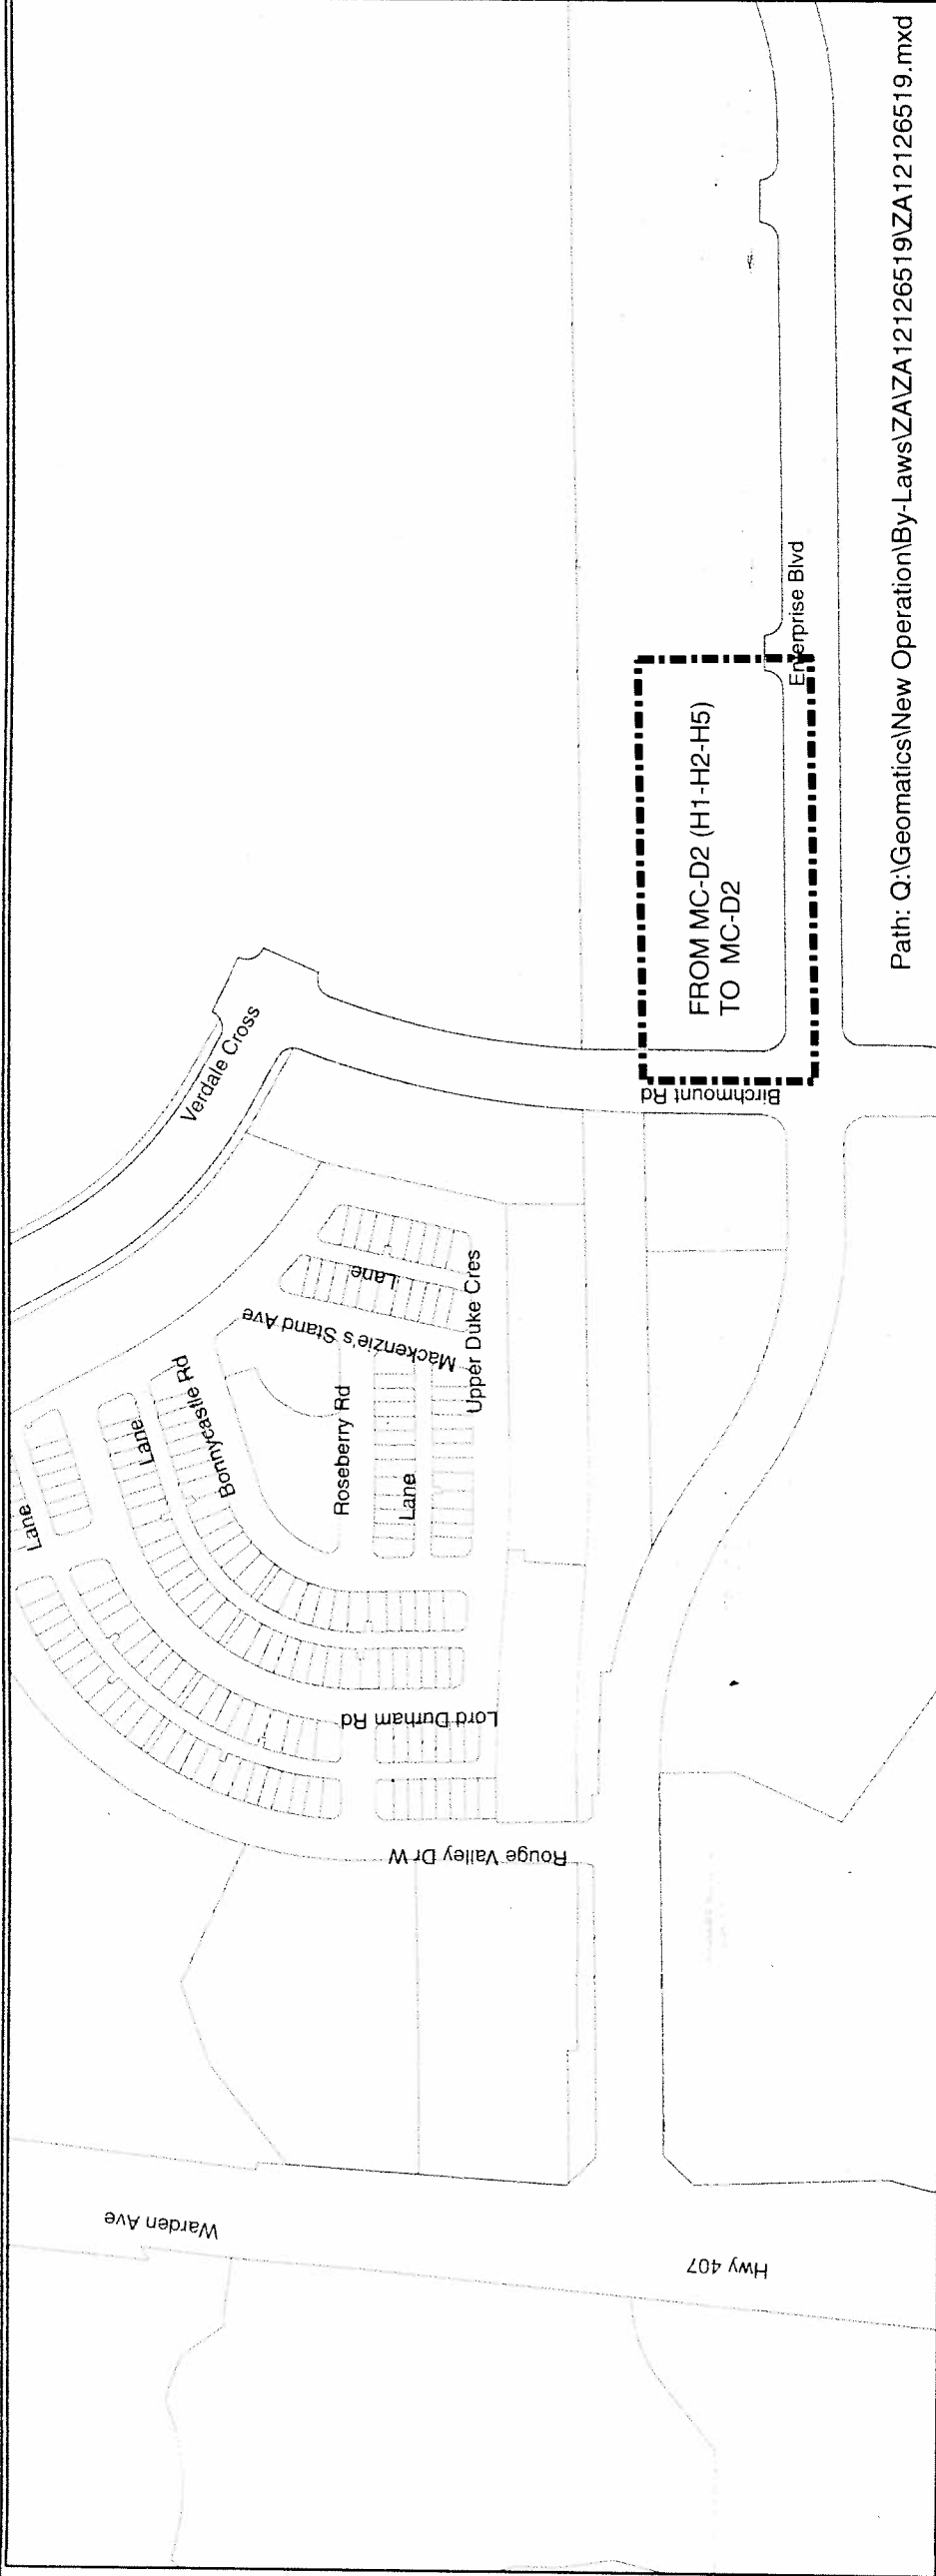 Warden Ave
Hwy 407
Rouge Valley Dr W
Lord Durham Rd
Lane
Lane
Bonnycastle Rd
Roseberry Rd
Lane
Mackenzie's Stand Ave
Upper Duke Cres
Lane
Verdale Cross
Birchmount Rd
FROM MC-D2 (H1-H2-H5)
TO MC-D2
Enterprise Blvd
Path: Q:\Geomatics\New Operation\By-Laws\ZA\ZA12126519\ZA12126519.mxd